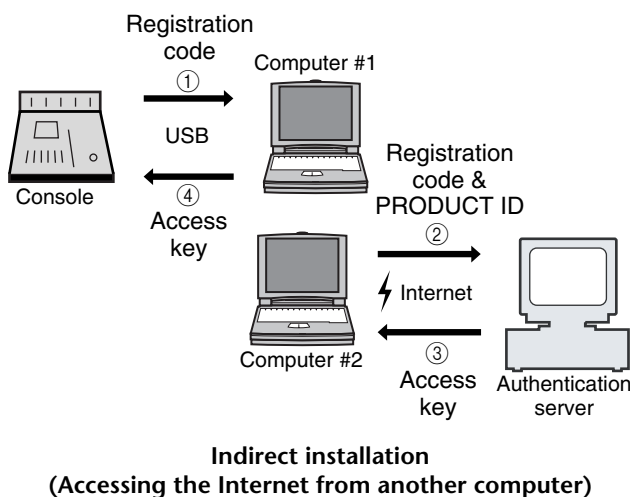 Registration
code
①
Computer #1
USB
Console
④
Access
key
Registration
code &
PRODUCT ID
②
Internet
Computer #2
③
Access
key
Authentication
server
Indirect installation
(Accessing the Internet from another computer)